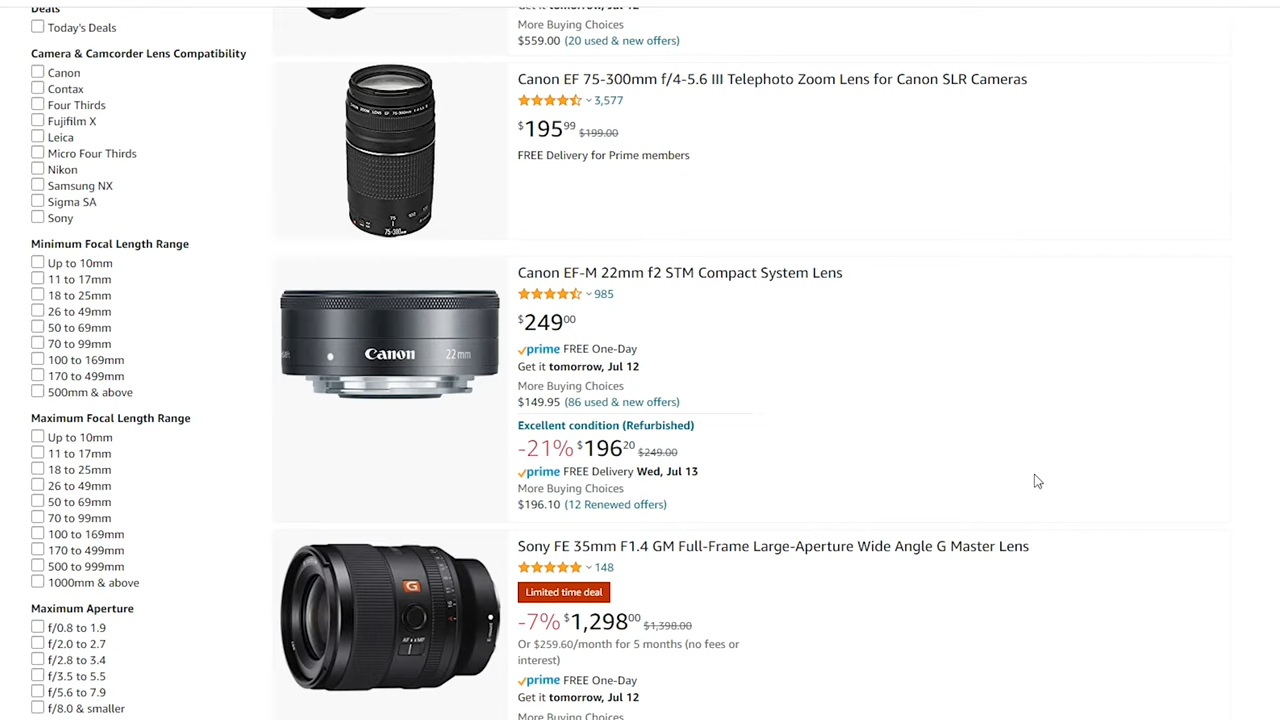 Deals
Today's Deals
Camera & Camcorder Lens Compatibility
Canon
Contax
Four Thirds
Fujifilm X
Leica
Micro Four Thirds
Nikon
Samsung NX
Sigma SA
Sony
Minimum Focal Length Range
Up to 10mm
11 to 17mm
18 to 25mm
26 to 49mm
50 to 69mm
70 to 99mm
100 to 169mm
170 to 499mm
500mm & above
Maximum Focal Length Range
Up to 10mm
11 to 17mm
18 to 25mm
26 to 49mm
50 to 69mm
70 to 99mm
100 to 169mm
170 to 499mm
500 to 999mm
1000mm & above
Maximum Aperture
f/0.8 to 1.9
f/2.0 to 2.7
f/2.8 to 3.4
f/3.5 to 5.5
f/5.6 to 7.9
f/8.0 & smaller
Get it tomorrow, Jul 12
More Buying Choices
$559.00 (20 used & new offers)
75
100
75-300mm
Canon EF 75-300mm f/4-5.6 III Telephoto Zoom Lens for Canon SLR Cameras
3,577
$195.99 $199.00
FREE Delivery for Prime members
Canon 22mm
Canon EF-M 22mm f2 STM Compact System Lens
985
$249.00
prime FREE One-Day
Get it tomorrow, Jul 12
More Buying Choices
$149.95 (86 used & new offers)
Excellent condition (Refurbished)
-21% $196.20 $249.00
prime FREE Delivery Wed, Jul 13
More Buying Choices
$196.10 (12 Renewed offers)
G
Sony FE 35mm F1.4 GM Full-Frame Large-Aperture Wide Angle G Master Lens
148
Limited time deal
-7% $1,298.00 $1,398.00
Or $259.60/month for 5 months (no fees or
interest)
prime FREE One-Day
Get it tomorrow, Jul 12
More Buying Choices